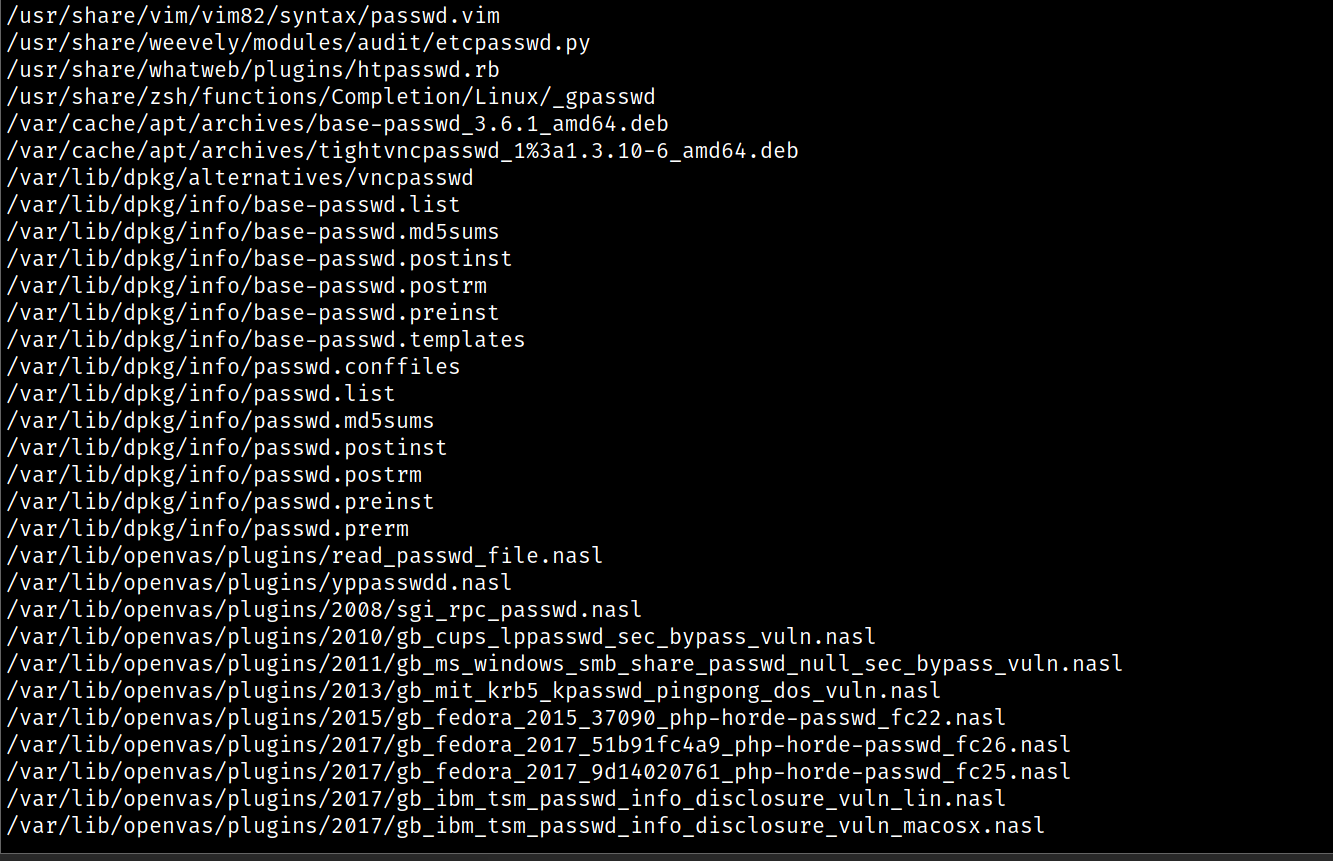 /usr/share/vim/vim82/syntax/passwd.vim
/usr/share/weevely/modules/audit/etcpasswd.py
/usr/share/whatweb/plugins/htpasswd.rb
/usr/share/zsh/functions/Completion/Linux/_gpasswd
/var/cache/apt/archives/base-passwd_3.6.1_amd64.deb
/var/cache/apt/archives/tightvncpasswd_1%3a1.3.10-6_amd64.deb
/var/lib/dpkg/alternatives/vncpasswd
/var/lib/dpkg/info/base-passwd.list
/var/lib/dpkg/info/base-passwd.md5sums
/var/lib/dpkg/info/base-passwd.postinst
/var/lib/dpkg/info/base-passwd.postrm
/var/lib/dpkg/info/base-passwd.preinst
/var/lib/dpkg/info/base-passwd.templates
/var/lib/dpkg/info/passwd.conffiles
/var/lib/dpkg/info/passwd.list
/var/lib/dpkg/info/passwd.md5sums
/var/lib/dpkg/info/passwd.postinst
/var/lib/dpkg/info/passwd.postrm
/var/lib/dpkg/info/passwd.preinst
/var/lib/dpkg/info/passwd.prerm
/var/lib/openvas/plugins/read_passwd_file.nasl
/var/lib/openvas/plugins/yppasswdd.nasl
/var/lib/openvas/plugins/2008/sgi_rpc_passwd.nasl
/var/lib/openvas/plugins/2010/gb_cups_lppasswd_sec_bypass_vuln.nasl
/var/lib/openvas/plugins/2011/gb_ms_windows_smb_share_passwd_null_sec_bypass_vuln.nasl
/var/lib/openvas/plugins/2013/gb_mit_krb5_kpasswd_pingpong_dos_vuln.nasl
/var/lib/openvas/plugins/2015/gb_fedora_2015_37090_php-horde-passwd_fc22.nasl
/var/lib/openvas/plugins/2017/gb_fedora_2017_51b91fc4a9_php-horde-passwd_fc26.nasl
/var/lib/openvas/plugins/2017/gb_fedora_2017_9d14020761_php-horde-passwd_fc25.nasl
/var/lib/openvas/plugins/2017/gb_ibm_tsm_passwd_info_disclosure_vuln_lin.nasl
/var/lib/openvas/plugins/2017/gb_ibm_tsm_passwd_info_disclosure_vuln_macosx.nasl